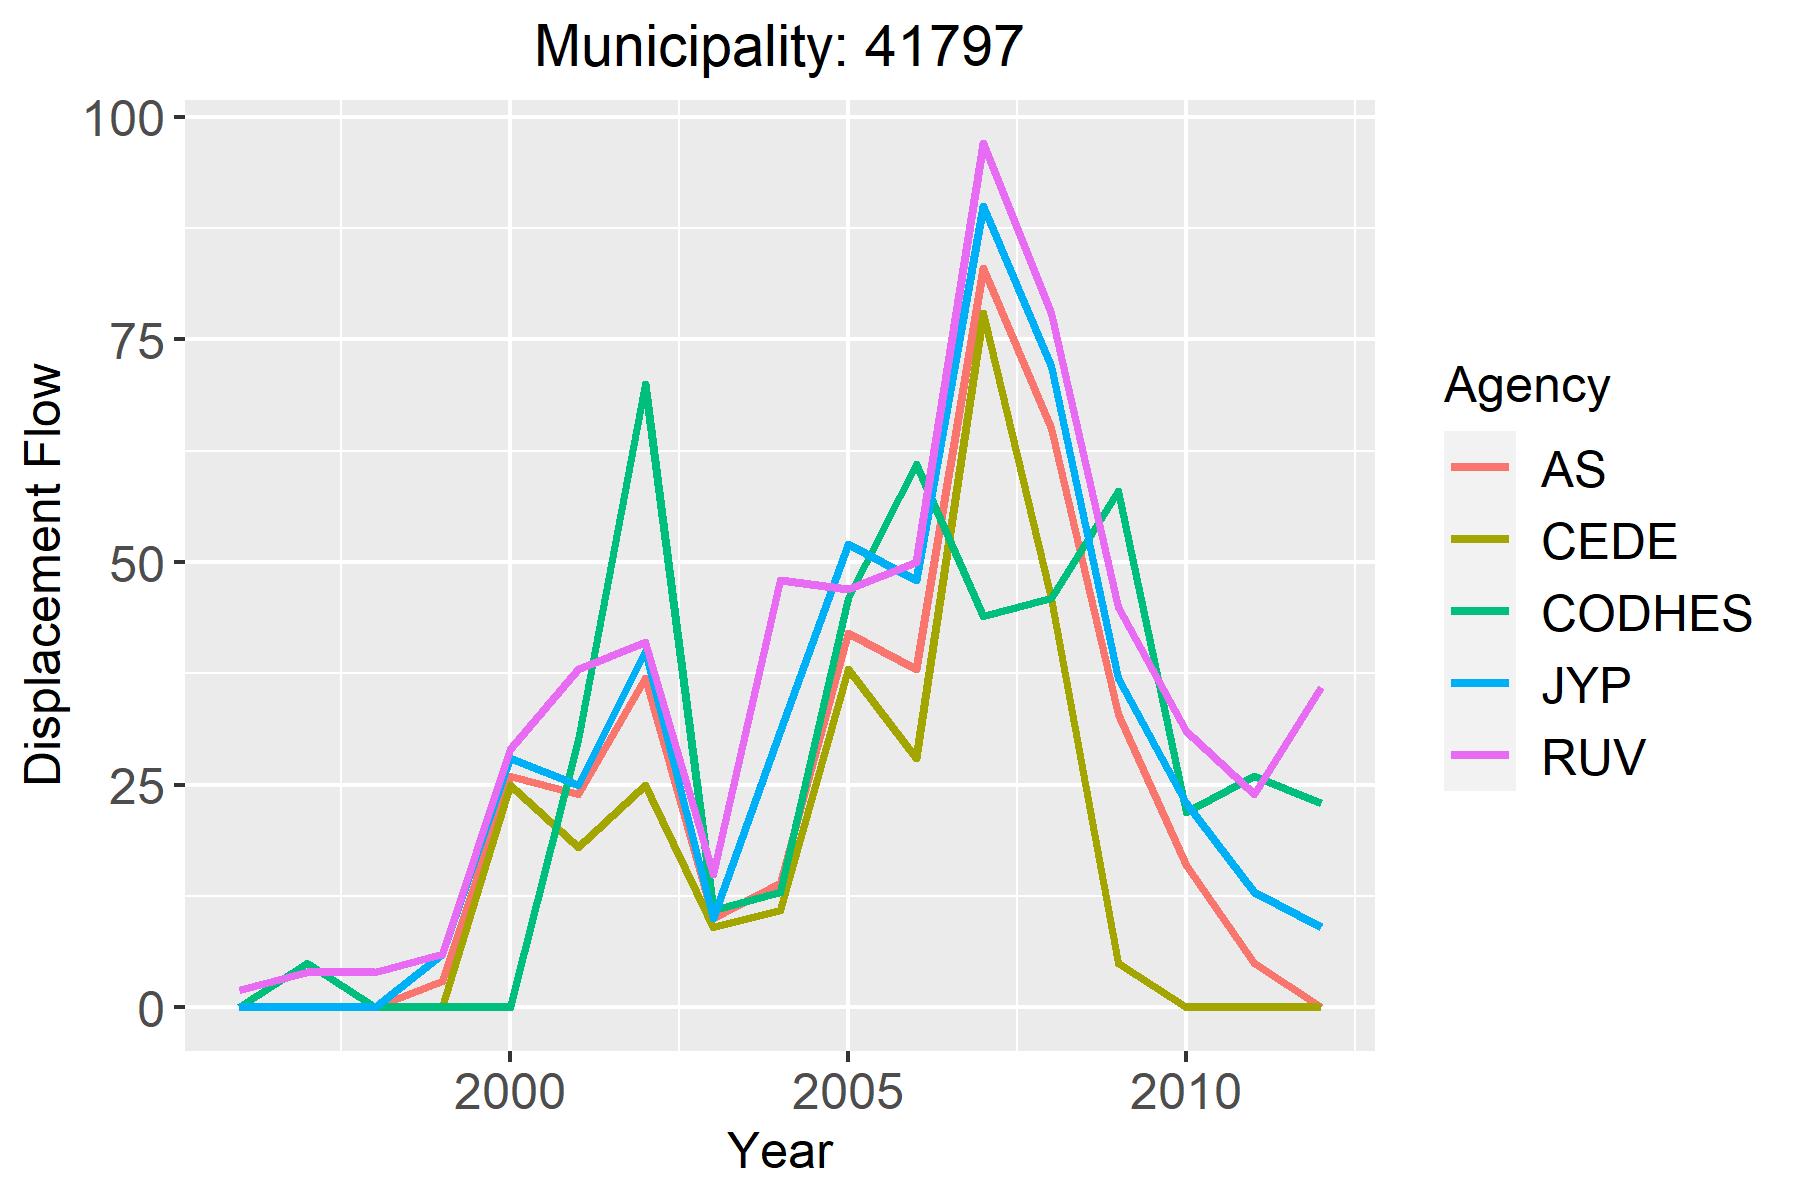 Municipality: 41797
100
75
50
25
0
Displacement Flow
2000 2005 2010
Year
Agency
AS
CEDE
CODHES
JYP
RUV